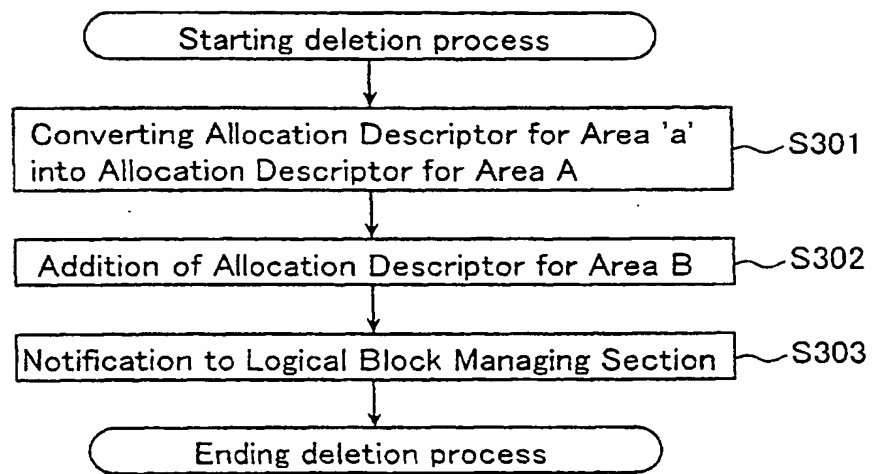 Starting deletion process
Converting Allocation Descriptor for Area 'a'
into Allocation Descriptor for Area A
S301
Addition of Allocation Descriptor for Area B
S302
Notification to Logical Block Managing Section
S303
Ending deletion process